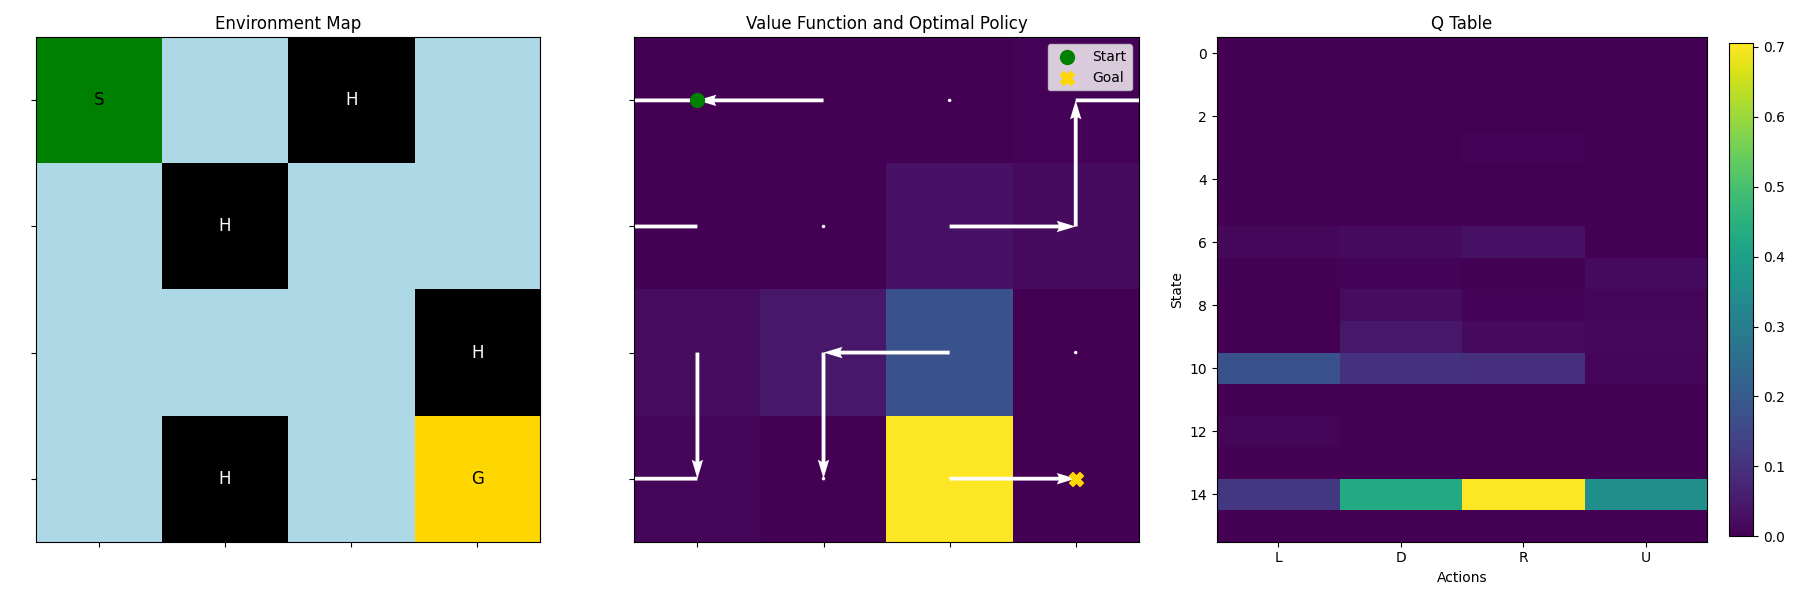 Environment Map
S
H
H
H
H
G
Value Function and Optimal Policy
Start
Goal
Q Table
0
2
4
6
8
10
12
14
State
L D R U
Actions
0.7
0.6
0.5
0.4
0.3
0.2
0.1
0.0